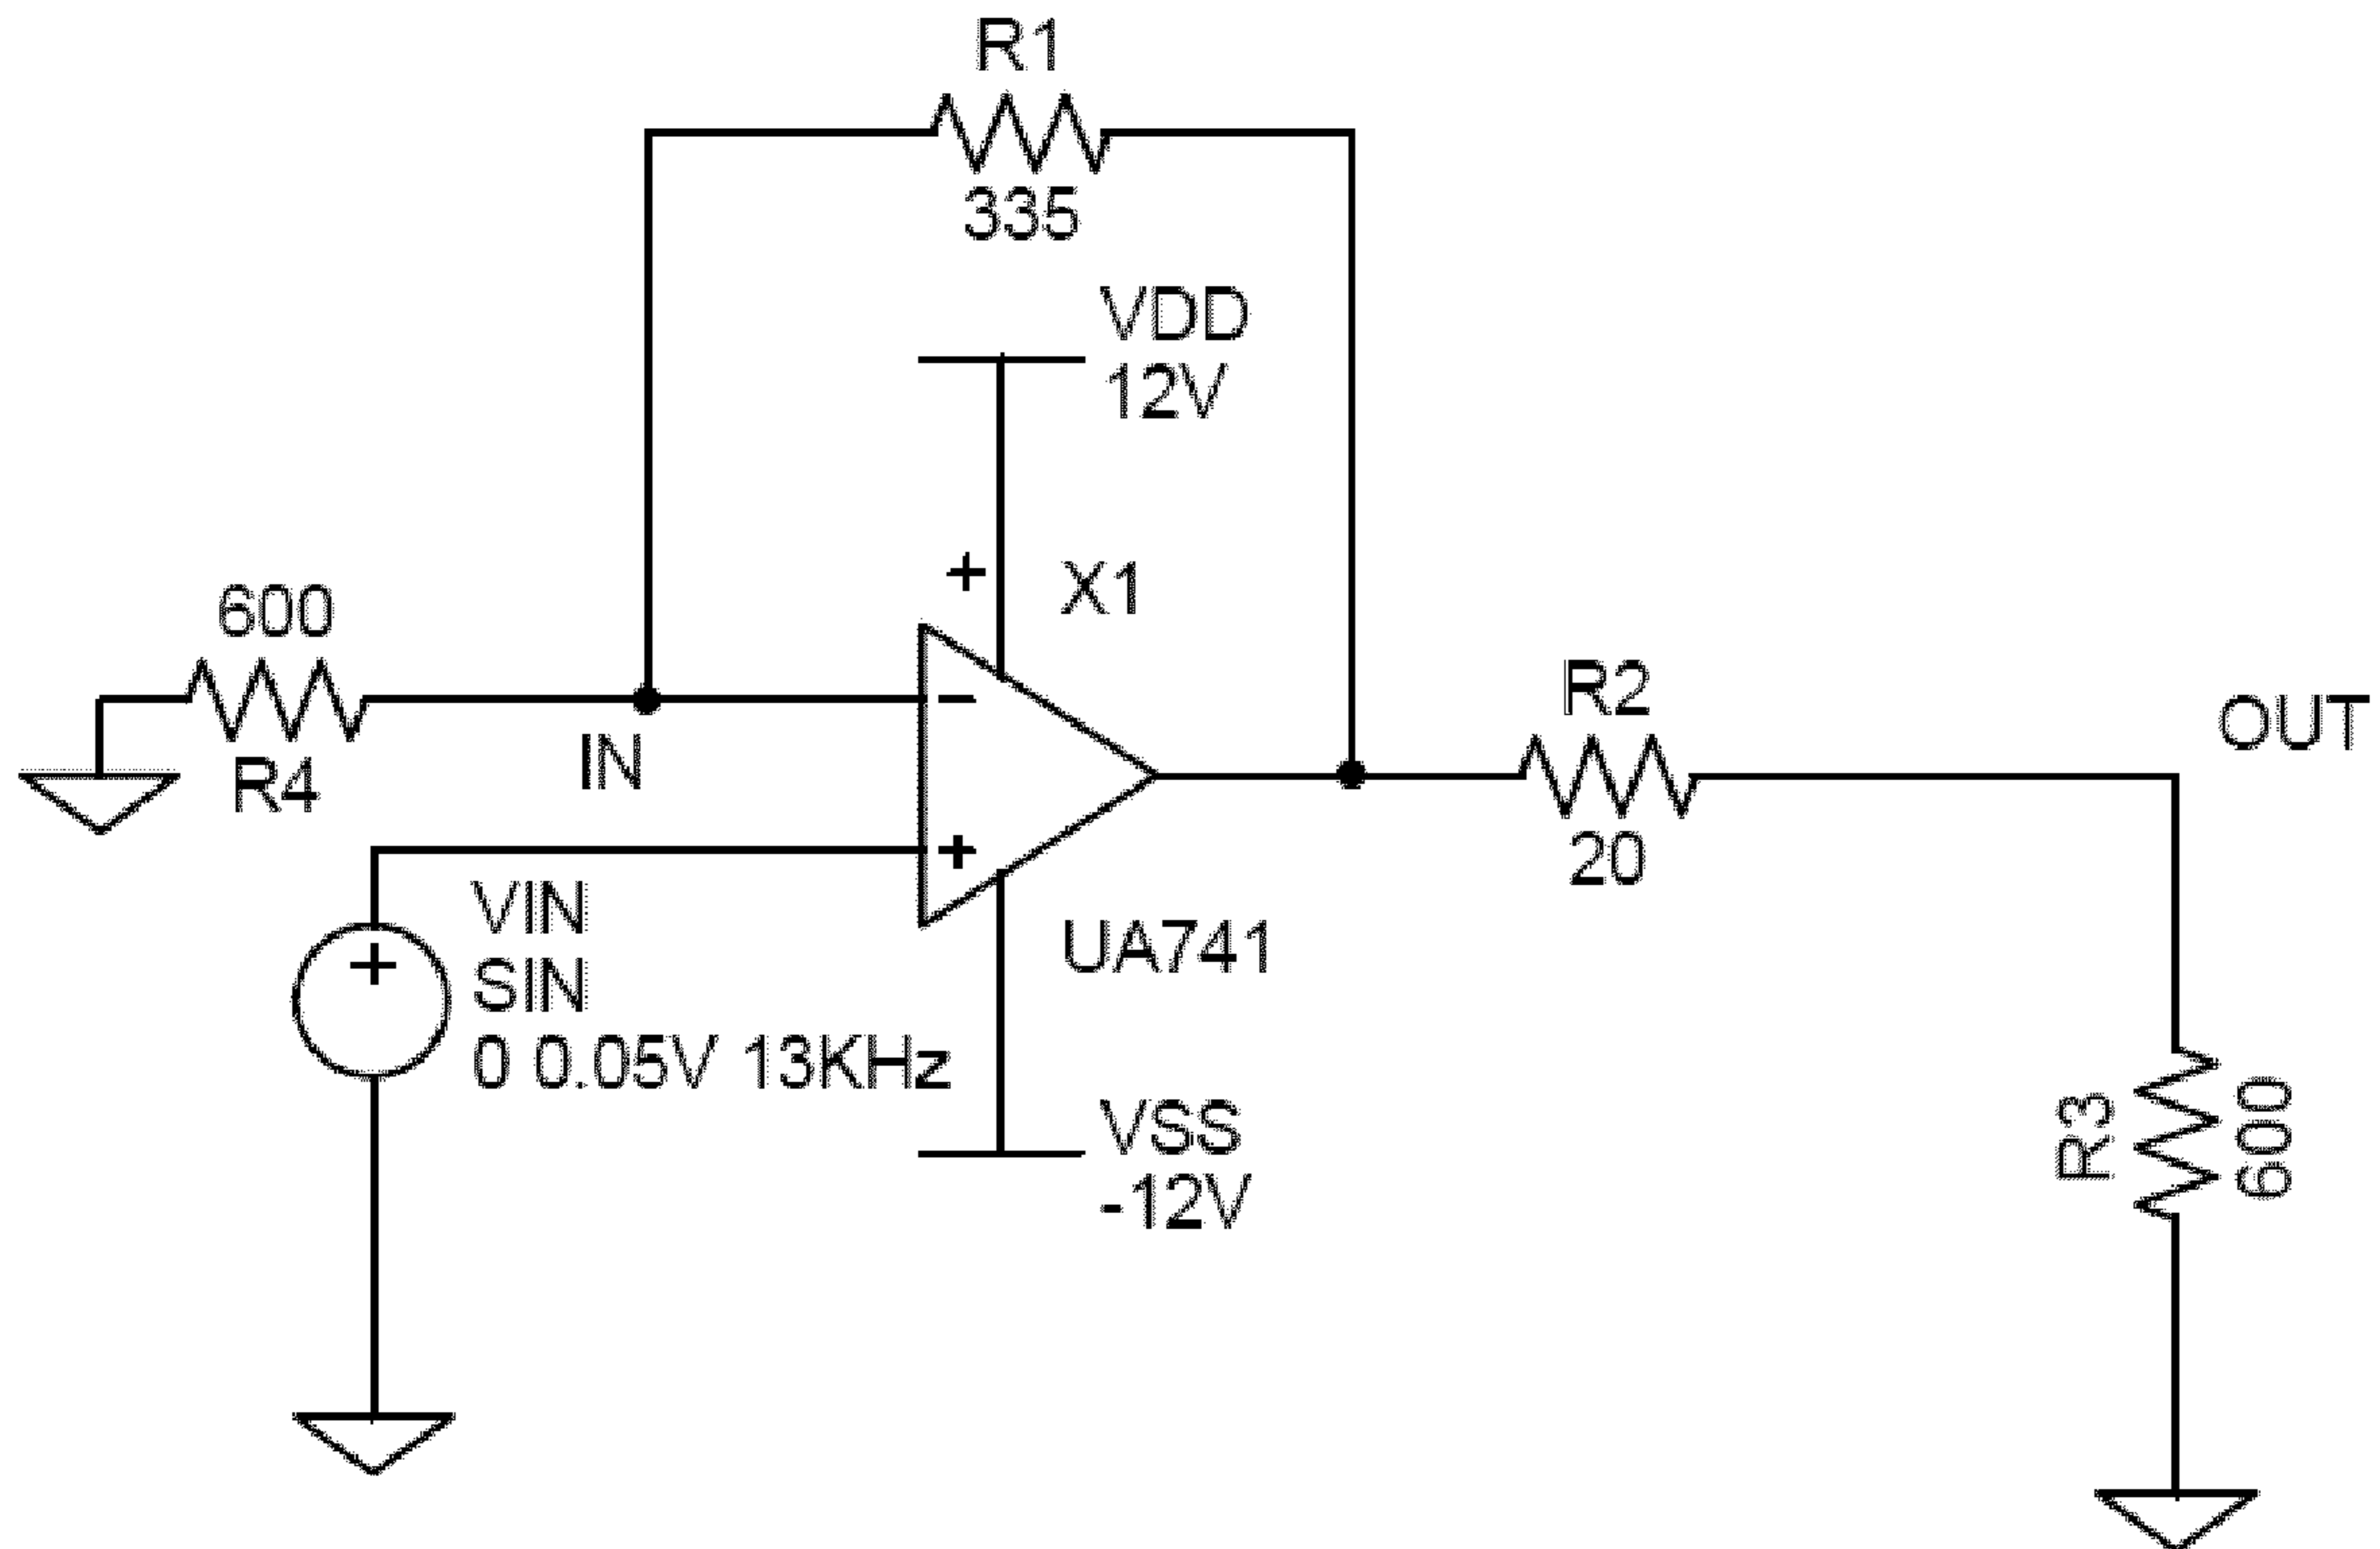 R1
335
VDD
12V
+
X1
600
R4
IN
−
+
R2
20
OUT
VIN
SIN
0 0.05V 13KHz
+
UA741
VSS
-12V
R3
600